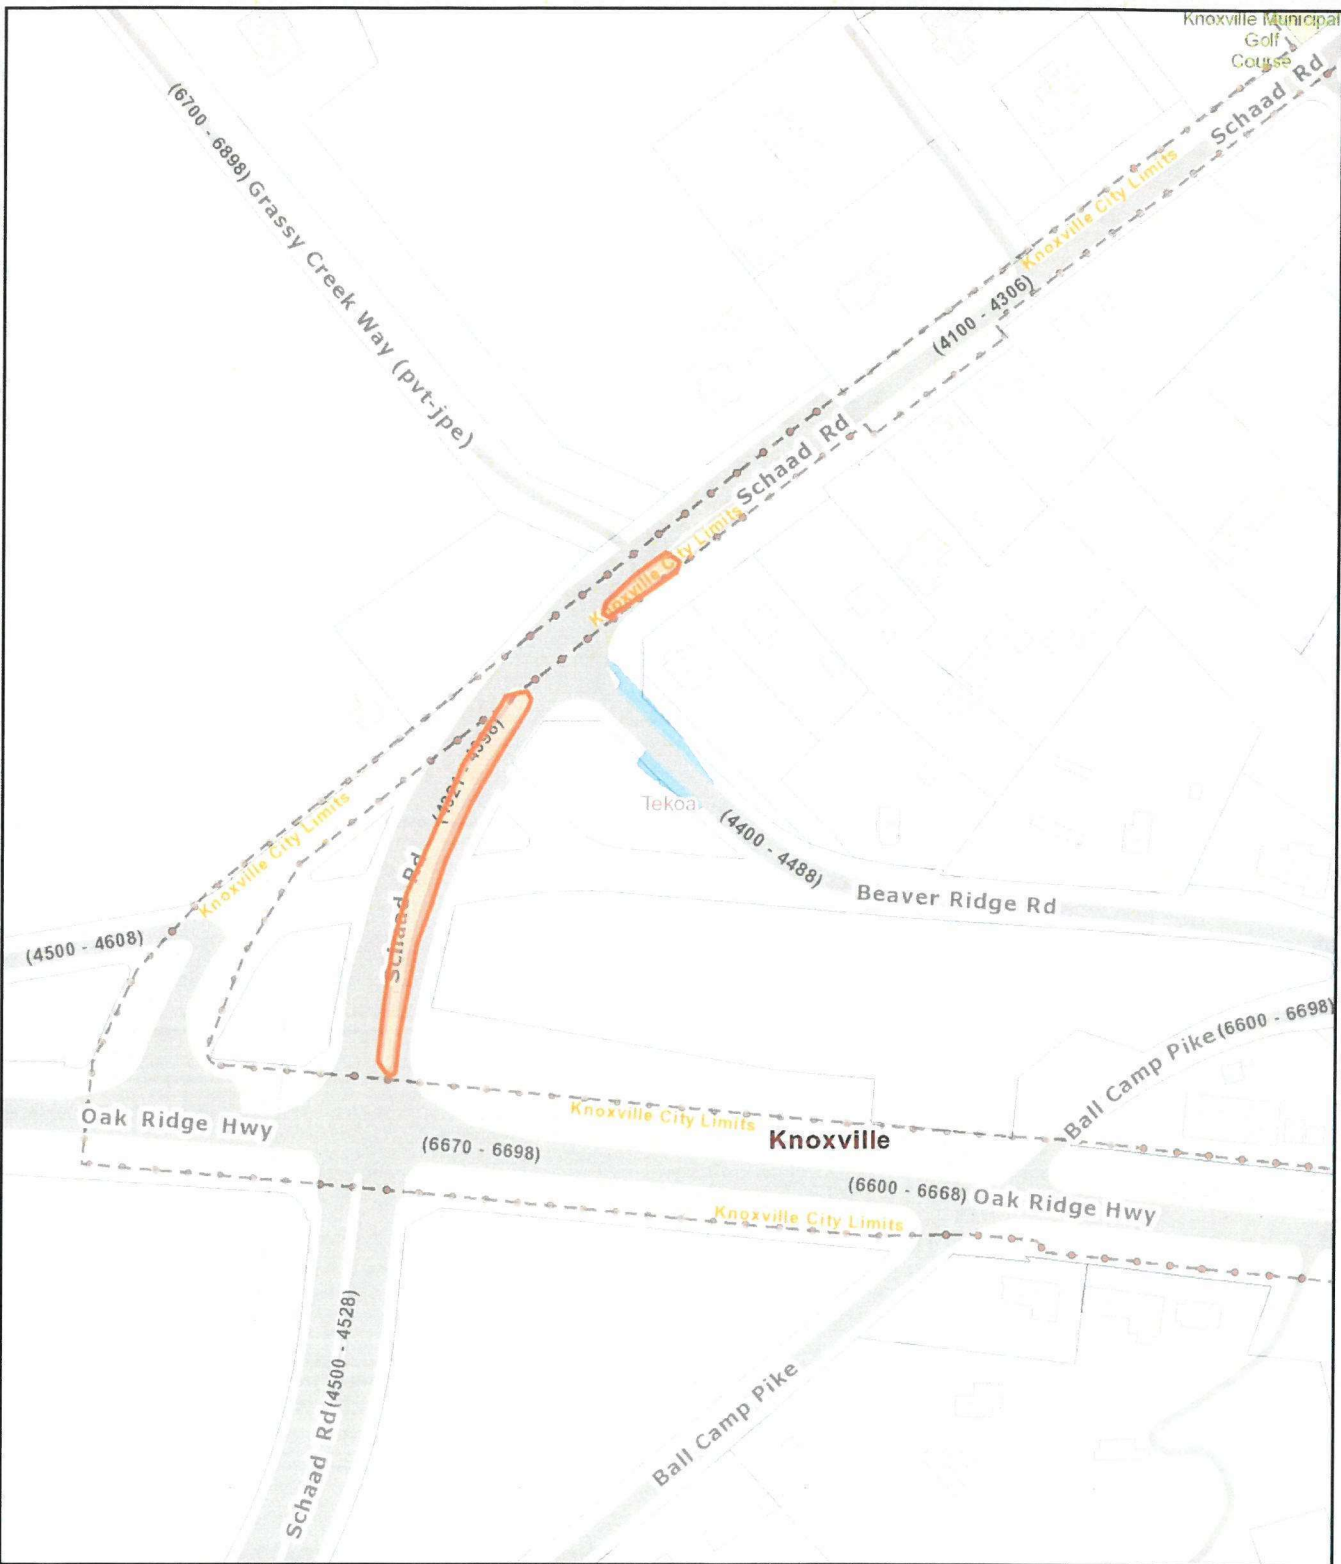 Knoxville Municipal
Golf
Course
Schaad Rd
Knoxville City Limits
(6700 - 6898) Grassy Creek Way (pvt-jpe)
(4100 - 4306)
Schaad Rd
Knoxville City Limits
(4321 - 4398)
Schaad Rd
Tekoa
(4400 - 4488)
Beaver Ridge Rd
Knoxville City Limits
(4500 - 4608)
Ball Camp Pike (6600 - 6698)
Oak Ridge Hwy
Knoxville City Limits
Knoxville
(6670 - 6698)
(6600 - 6668) Oak Ridge Hwy
Knoxville City Limits
Schaad Rd (4500 - 4528)
Ball Camp Pike